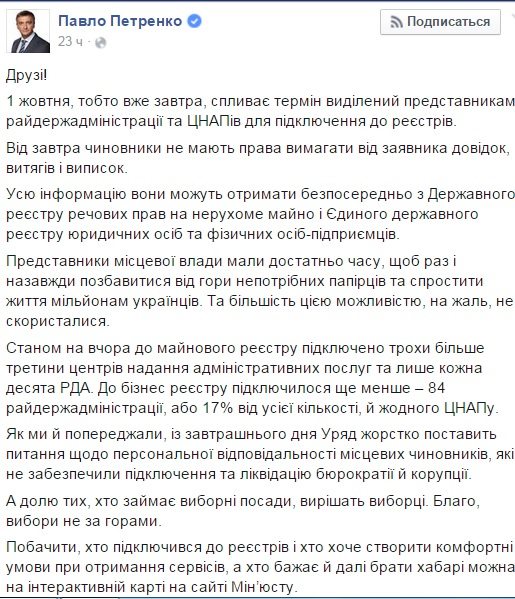 Павло Петренко
Подписаться
23 ч ·
Друзі!
1 жовтня, тобто вже завтра, спливає термін виділений представникам
райдержадміністрації та ЦНАПів для підключення до реєстрів.
Від завтра чиновники не мають права вимагати від заявника довідок,
витягів і виписок.
Усю інформацію вони можуть отримати безпосередньо з Державного
реєстру речових прав на нерухоме майно і Єдиного державного
реєстру юридичних осіб та фізичних осіб-підприємців.
Представники місцевої влади мали достатньо часу, щоб раз і
назавжди позбавитися від гори непотрібних папірців та спростити
життя мільйонам українців. Та більшість цією можливістю, на жаль, не
скористалися.
Станом на вчора до майнового реєстру підключено трохи більше
третини центрів надання адміністративних послуг та лише кожна
десята РДА. До бізнес реєстру підключилося ще менше – 84
райдержадміністрації, або 17% від усієї кількості, й жодного ЦНАПу.
Як ми й попереджали, із завтрашнього дня Уряд жорстко поставить
питання щодо персональної відповідальності місцевих чиновників, які
не забезпечили підключення та ліквідацію бюрократії й корупції.
А долю тих, хто займає виборні посади, вирішать виборці. Благо,
вибори не за горами.
Побачити, хто підключився до реєстрів і хто хоче створити комфортні
умови при отримання сервісів, а хто бажає й далі брати хабарі можна
на інтерактивній карті на сайті Мін’юсту.